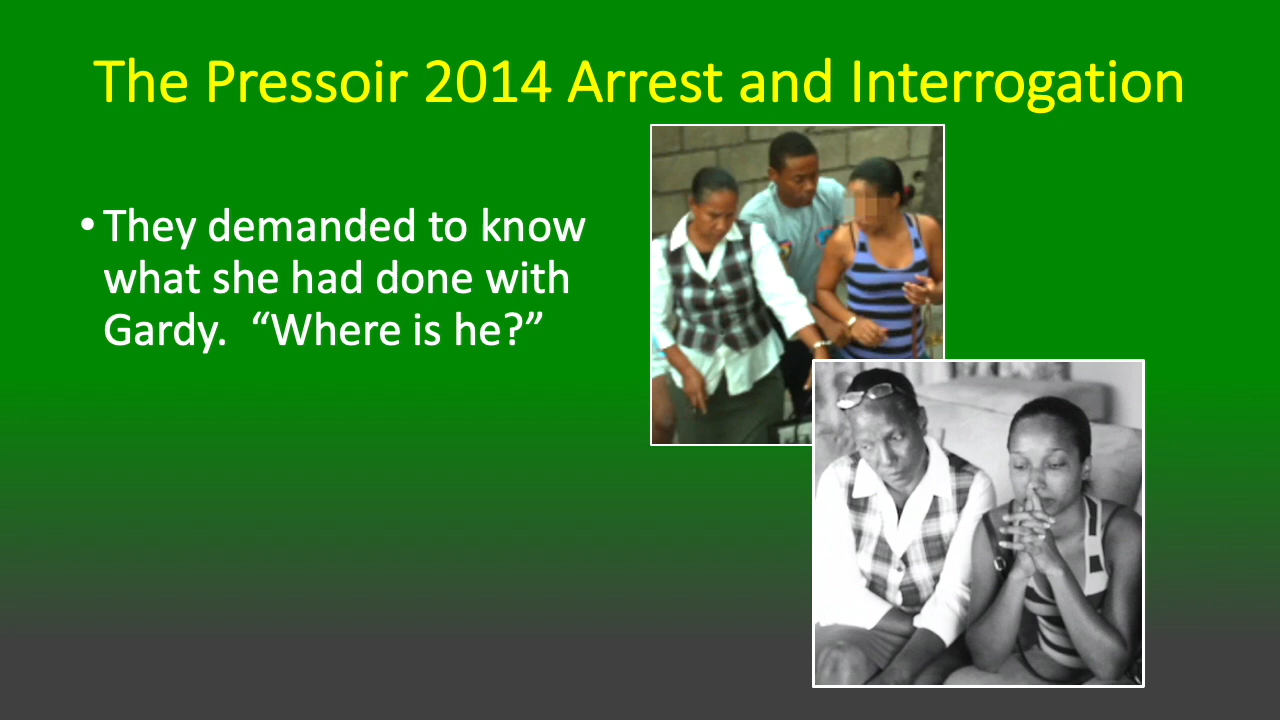 The Pressoir 2014 Arrest and Interrogation
• They demanded to know
what she had done with
Gardy.  “Where is he?”